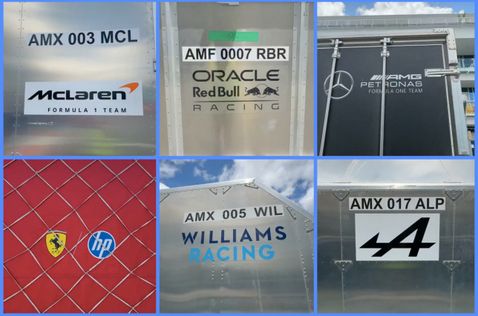 AMX 003 MCL
McLaren
FORMULA 1 TEAM
AMF 0007 RBR
ORACLE
Red Bull
RACING
AMG
PETRONAS
FORMULA ONE TEAM
hp
AMX 005 WIL
WILLIAMS
RACING
AMX 017 ALP